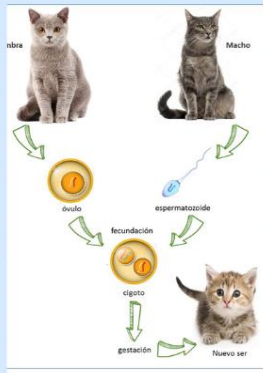 mbra
Macho
óvulo
espermatozoide
fecundación
cigoto
gestación
Nuevo ser